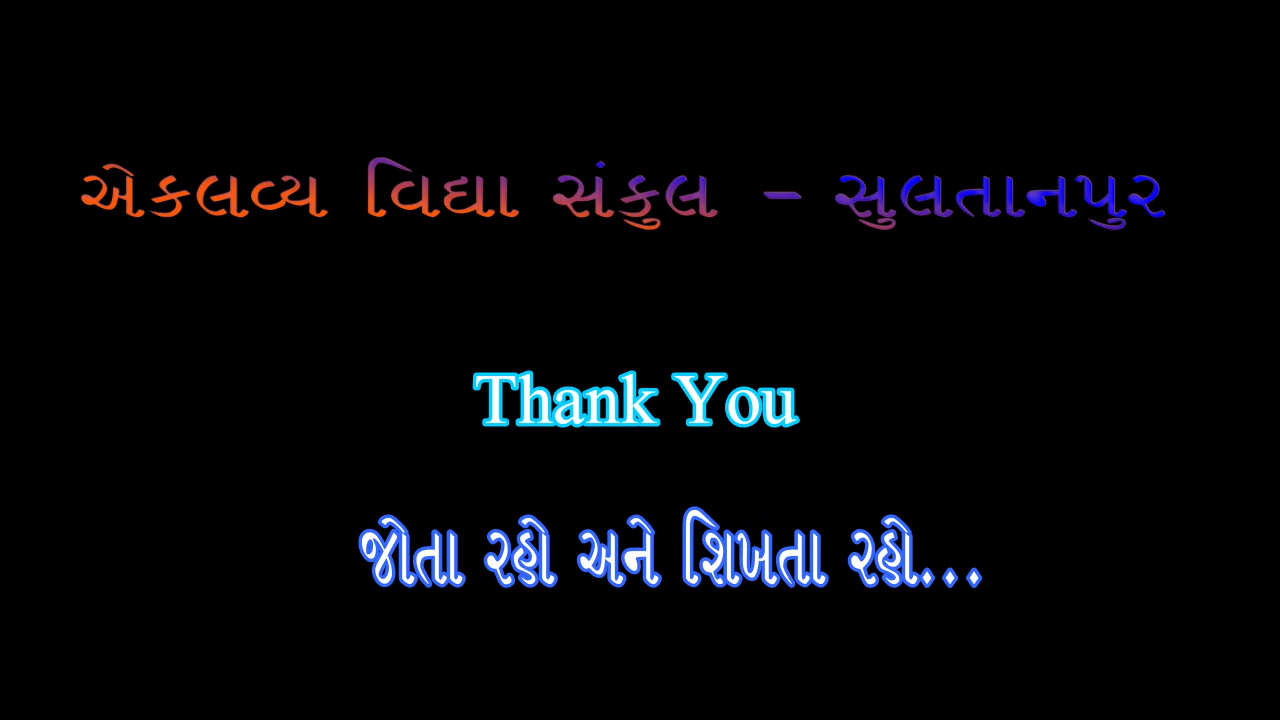 એકલવ્ય વિદ્યા સંકુલ - સુલતાનપુર
Thank You
જોતા રહો અને શિખતા રહો...